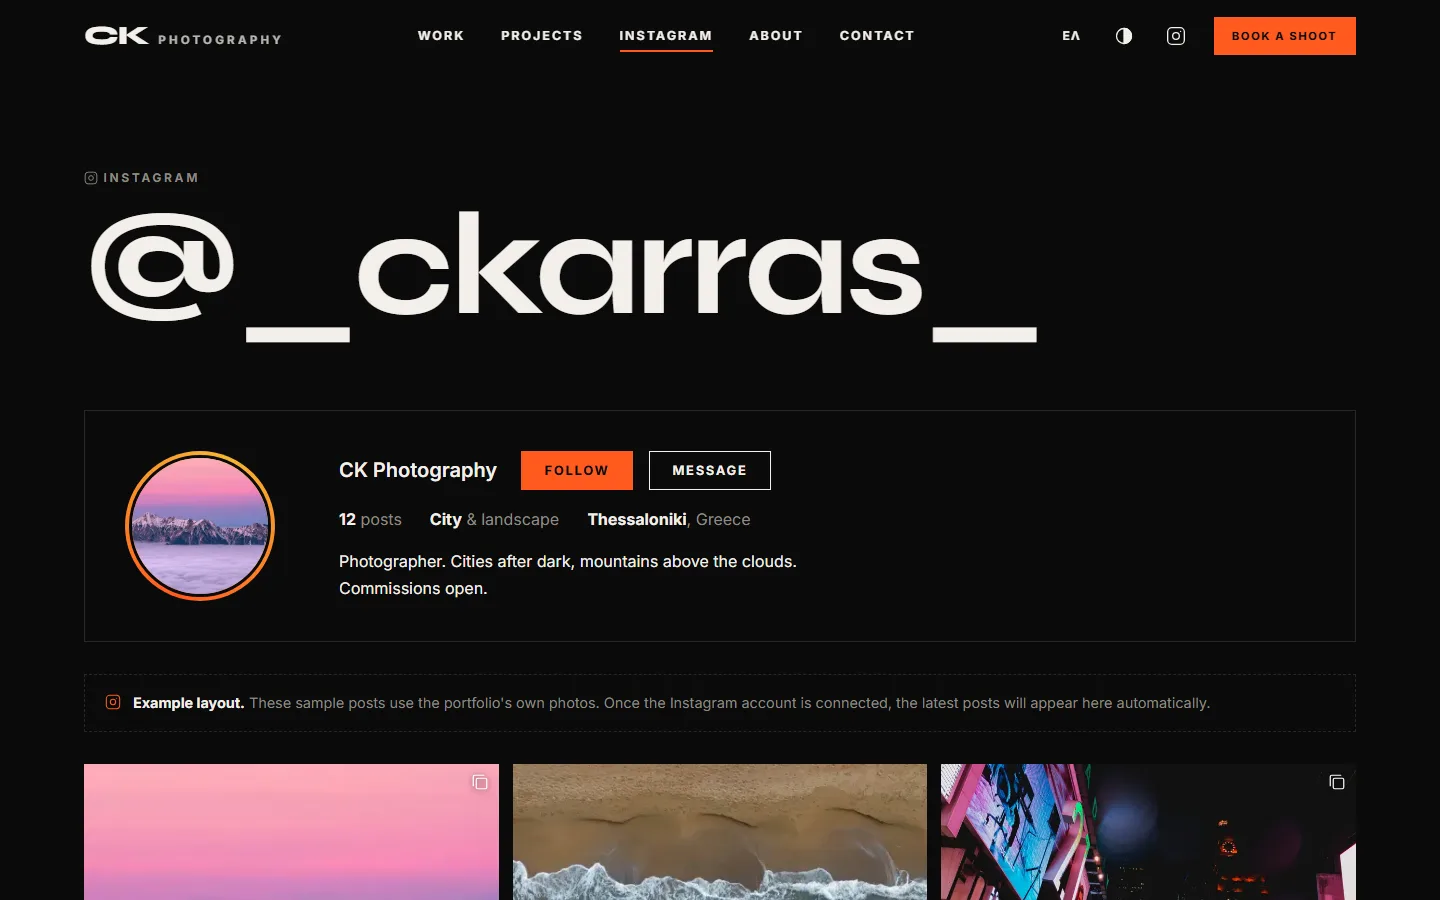 CK PHOTOGRAPHY
WORK PROJECTS INSTAGRAM ABOUT CONTACT
ΕΛ
BOOK A SHOOT
INSTAGRAM
@_ckarras_
CK Photography
FOLLOW
MESSAGE
12 posts City & landscape Thessaloniki, Greece
Photographer. Cities after dark, mountains above the clouds.
Commissions open.
Example layout. These sample posts use the portfolio's own photos. Once the Instagram account is connected, the latest posts will appear here automatically.